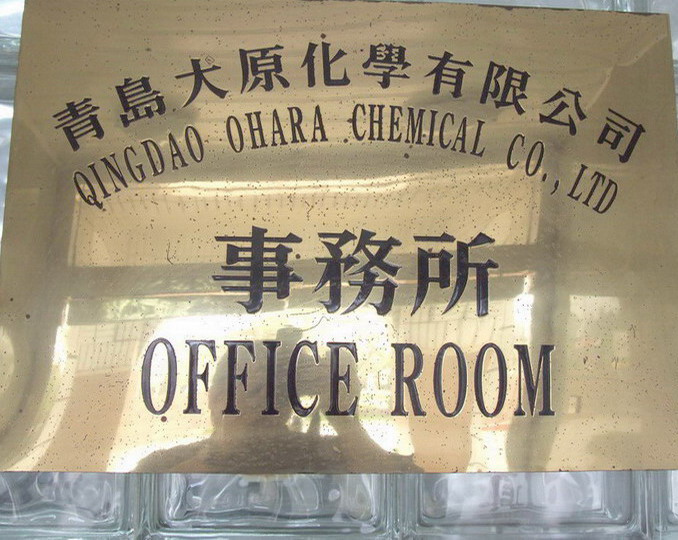 青島大原化學有限公司
QINGDAO OHARA CHEMICAL CO., LTD
事務所
OFFICE ROOM